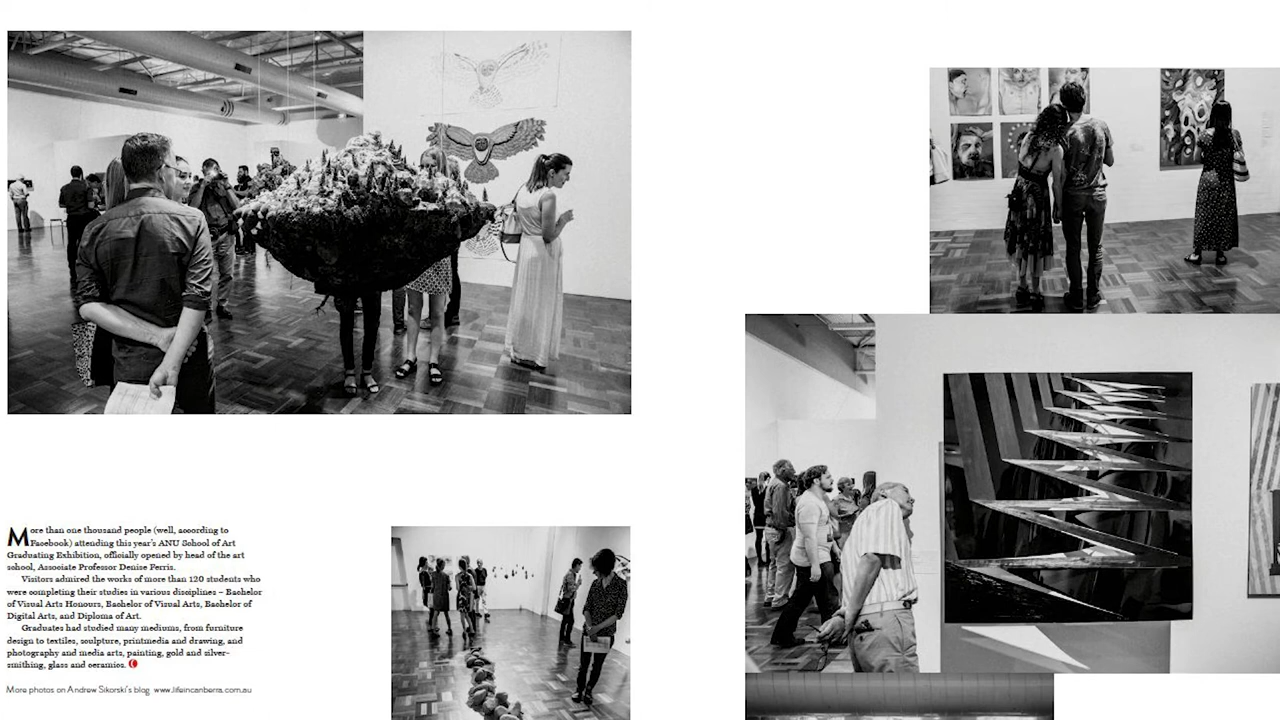 More than one thousand people (well, according to
Facebook) attending this year's ANU School of Art
Graduating Exhibition, officially opened by head of the art
school, Associate Professor Denise Ferris.
Visitors admired the works of more than 120 students who
were completing their studies in various disciplines – Bachelor
of Visual Arts Honours, Bachelor of Visual Arts, Bachelor of
Digital Arts, and Diploma of Art.
Graduates had studied many mediums, from furniture
design to textiles, sculpture, printmedia and drawing, and
photography and media arts, painting, gold and silver-
smithing, glass and ceramics.
More photos on Andrew Sikorski's blog www.lifeincanberra.com.au